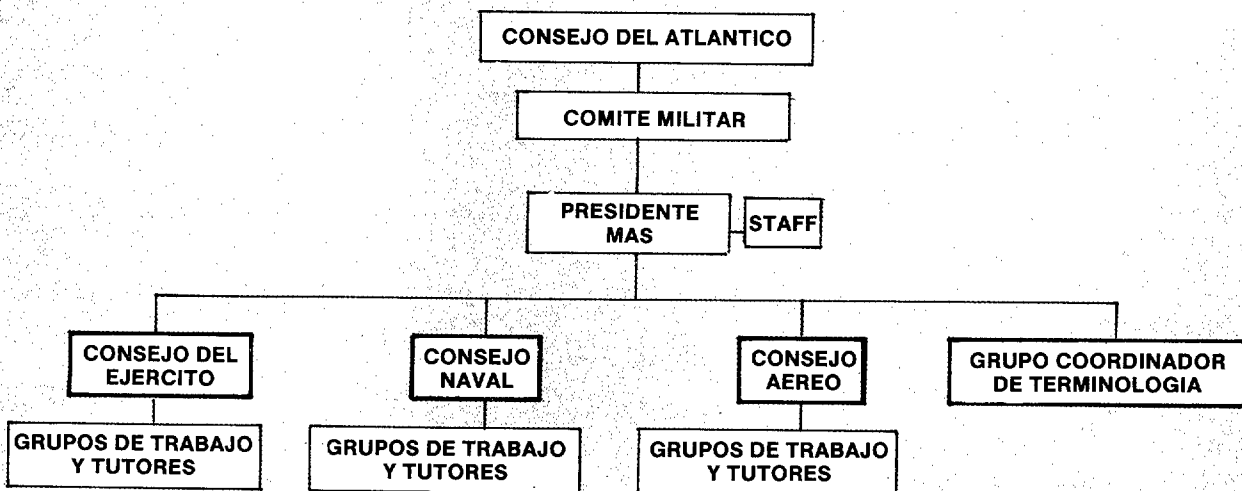 CONSEJO DEL ATLANTICO
COMITE MILITAR
PRESIDENTE
MAS
STAFF
CONSEJO DEL
EJERCITO
CONSEJO
NAVAL
CONSEJO
AEREO
GRUPO COORDINADOR
DE TERMINOLOGIA
GRUPOS DE TRABAJO
Y TUTORES
GRUPOS DE TRABAJO
Y TUTORES
GRUPOS DE TRABAJO
Y TUTORES